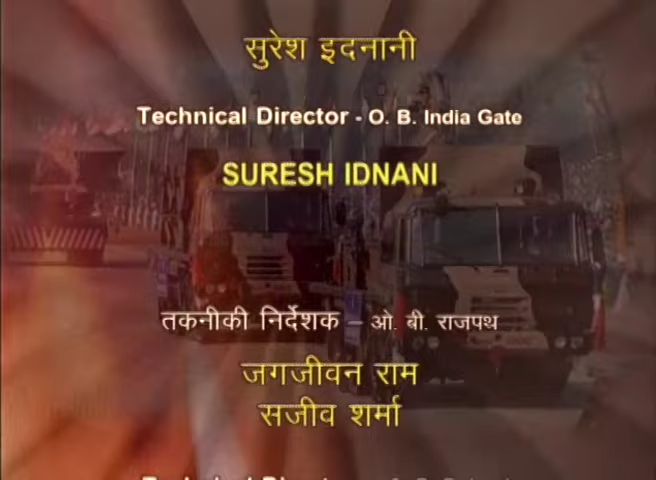 सुरेश इदनानी
Technical Director - O. B. India Gate
SURESH IDNANI
तकनीकी निर्देशक – ओ. बी. राजपथ
जगजीवन राम
सजीव शर्मा